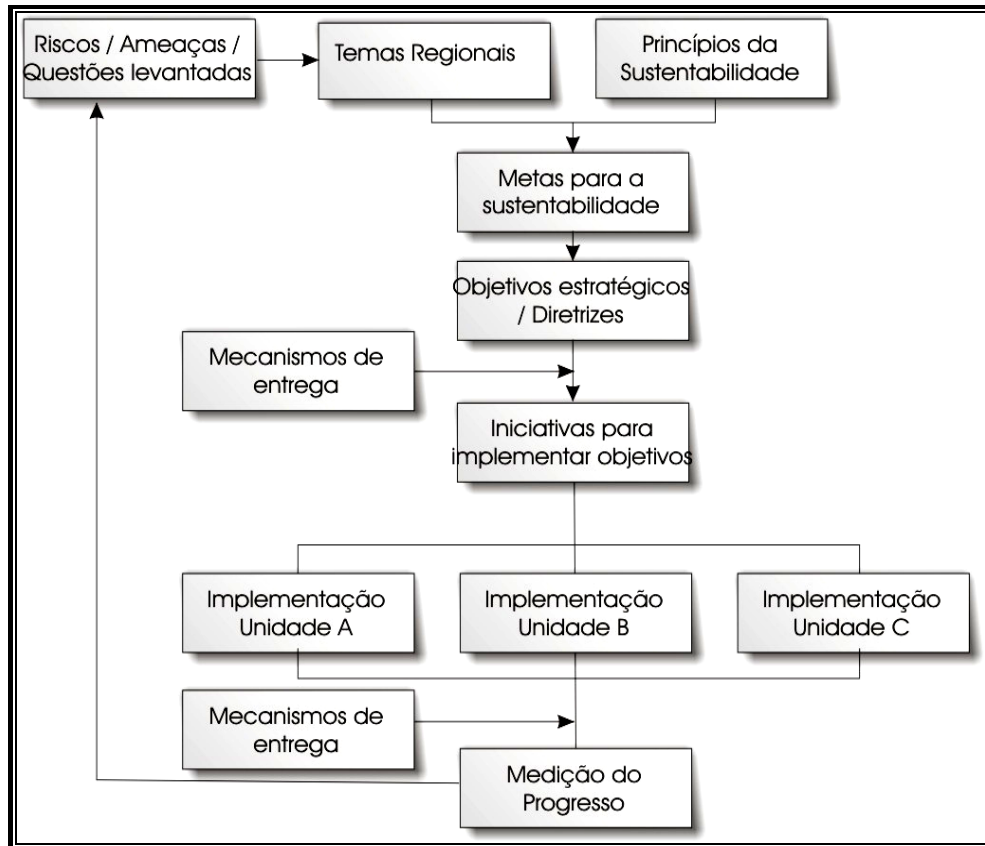 Riscos / Ameaças /
Questões levantadas
Temas Regionais
Princípios da
Sustentabilidade
Metas para a
sustentabilidade
Objetivos estratégicos
/ Diretrizes
Mecanismos de
entrega
Iniciativas para
implementar objetivos
Implementação
Unidade A
Implementação
Unidade B
Implementação
Unidade C
Mecanismos de
entrega
Medição do
Progresso